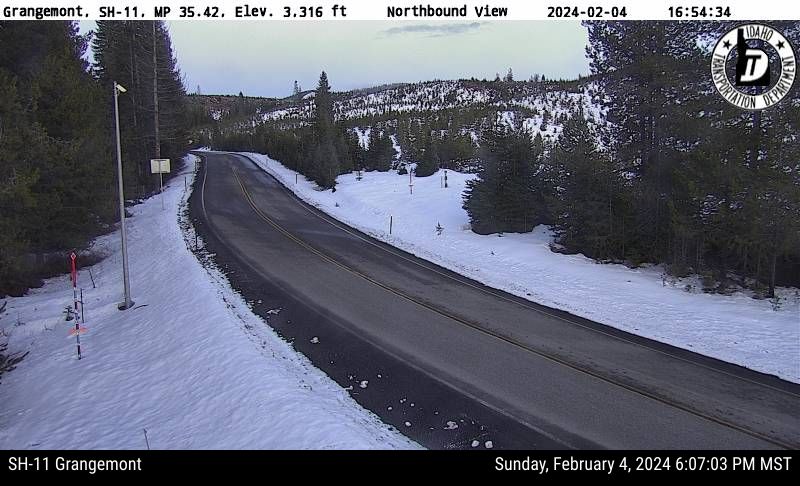 Grangemont, SH-11, MP 35.42, Elev. 3,316 ft Northbound View 2024-02-04 16:54:34
IDAHO
TRANSPORTATION DEPARTMENT
SH-11 Grangemont Sunday, February 4, 2024 6:07:03 PM MST